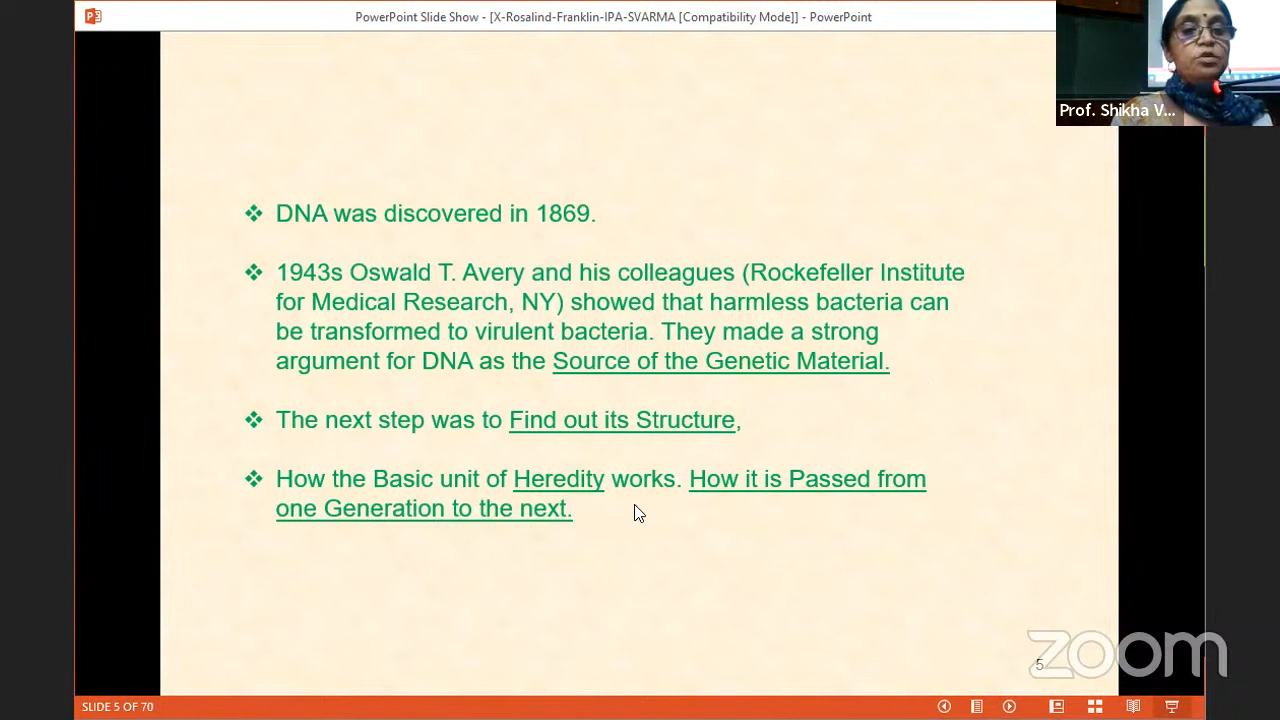 PowerPoint Slide Show - [X-Rosalind-Franklin-IPA-SVARMA [Compatibility Mode]] - PowerPoint
Prof. Shikha V...
❖ DNA was discovered in 1869.
❖ 1943s Oswald T. Avery and his colleagues (Rockefeller Institute
for Medical Research, NY) showed that harmless bacteria can
be transformed to virulent bacteria. They made a strong
argument for DNA as the Source of the Genetic Material.
❖ The next step was to Find out its Structure,
❖ How the Basic unit of Heredity works. How it is Passed from
one Generation to the next.
zoom
5
SLIDE 5 OF 70